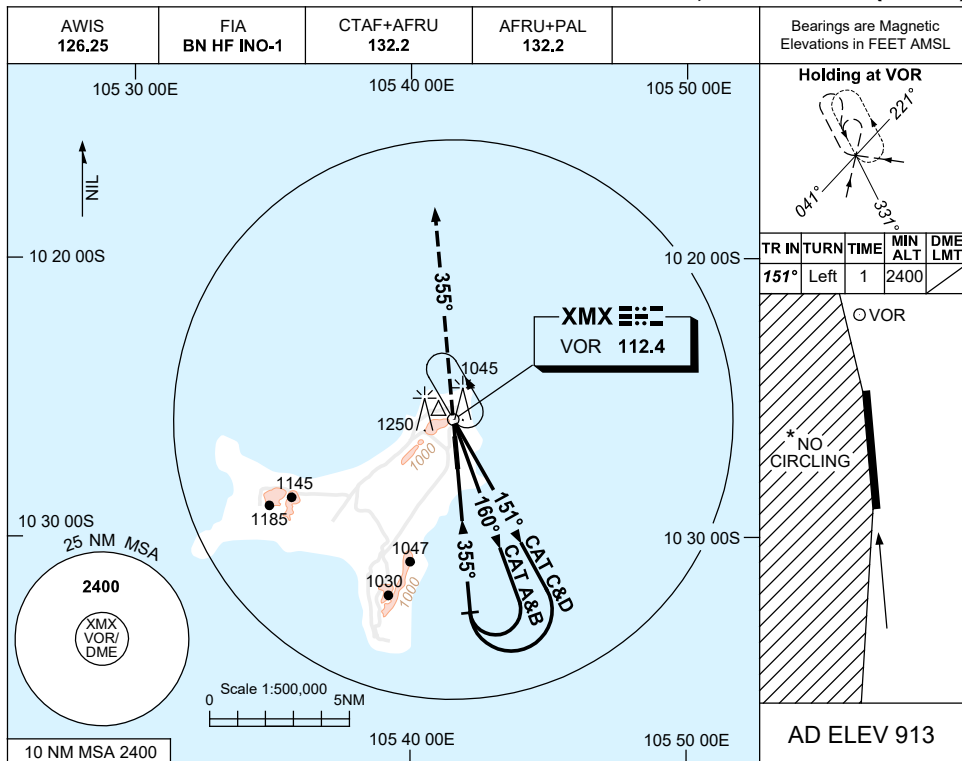 AWIS
126.25
FIA
BN HF INO-1
CTAF+AFRU
132.2
AFRU+PAL
132.2
Bearings are Magnetic
Elevations in FEET AMSL
105 30 00E
105 40 00E
105 50 00E
NIL
10 20 00S
10 20 00S
355°
XMX
VOR 112.4
1045
1250
1000
1145
1185
1047
1030
1000
355°
160° CAT A&B
151° CAT C&D
10 30 00S
10 30 00S
25 NM MSA
2400
XMX
VOR/
DME
Scale 1:500,000
0 5NM
10 NM MSA 2400
105 40 00E
105 50 00E
Holding at VOR
221°
041°
331°
TR IN TURN TIME MIN ALT DME LMT
151° Left 1 2400
VOR
* NO
CIRCLING
AD ELEV 913